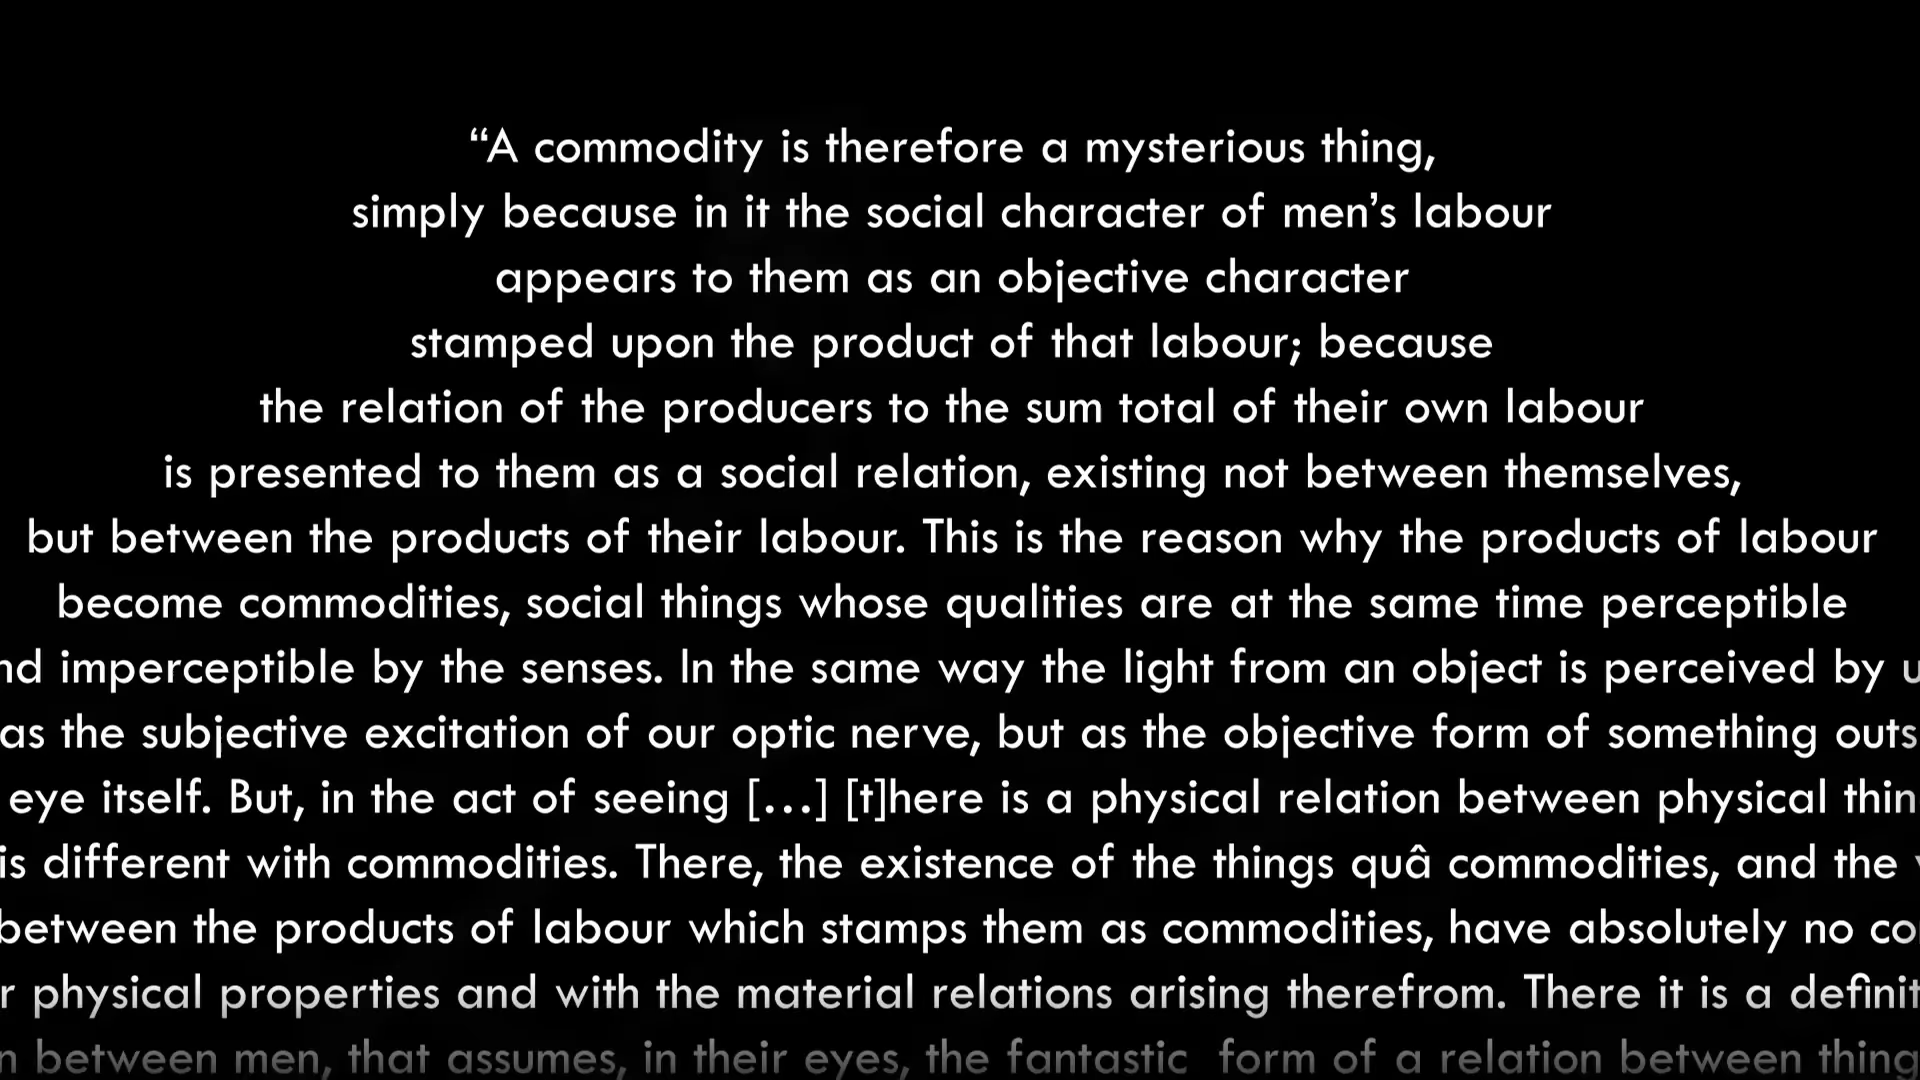 “A commodity is therefore a mysterious thing,
simply because in it the social character of men’s labour
appears to them as an objective character
stamped upon the product of that labour; because
the relation of the producers to the sum total of their own labour
is presented to them as a social relation, existing not between themselves,
but between the products of their labour. This is the reason why the products of labour
become commodities, social things whose qualities are at the same time perceptible
imperceptible by the senses. In the same way the light from an object is perceived by
as the subjective excitation of our optic nerve, but as the objective form of something
eye itself. But, in the act of seeing […] [t]here is a physical relation between physical
is different with commodities. There, the existence of the things quâ commodities, and the
between the products of labour which stamps them as commodities, have absolutely no
physical properties and with the material relations arising therefrom. There it is a
between men, that assumes, in their eyes, the fantastic form of a relation between